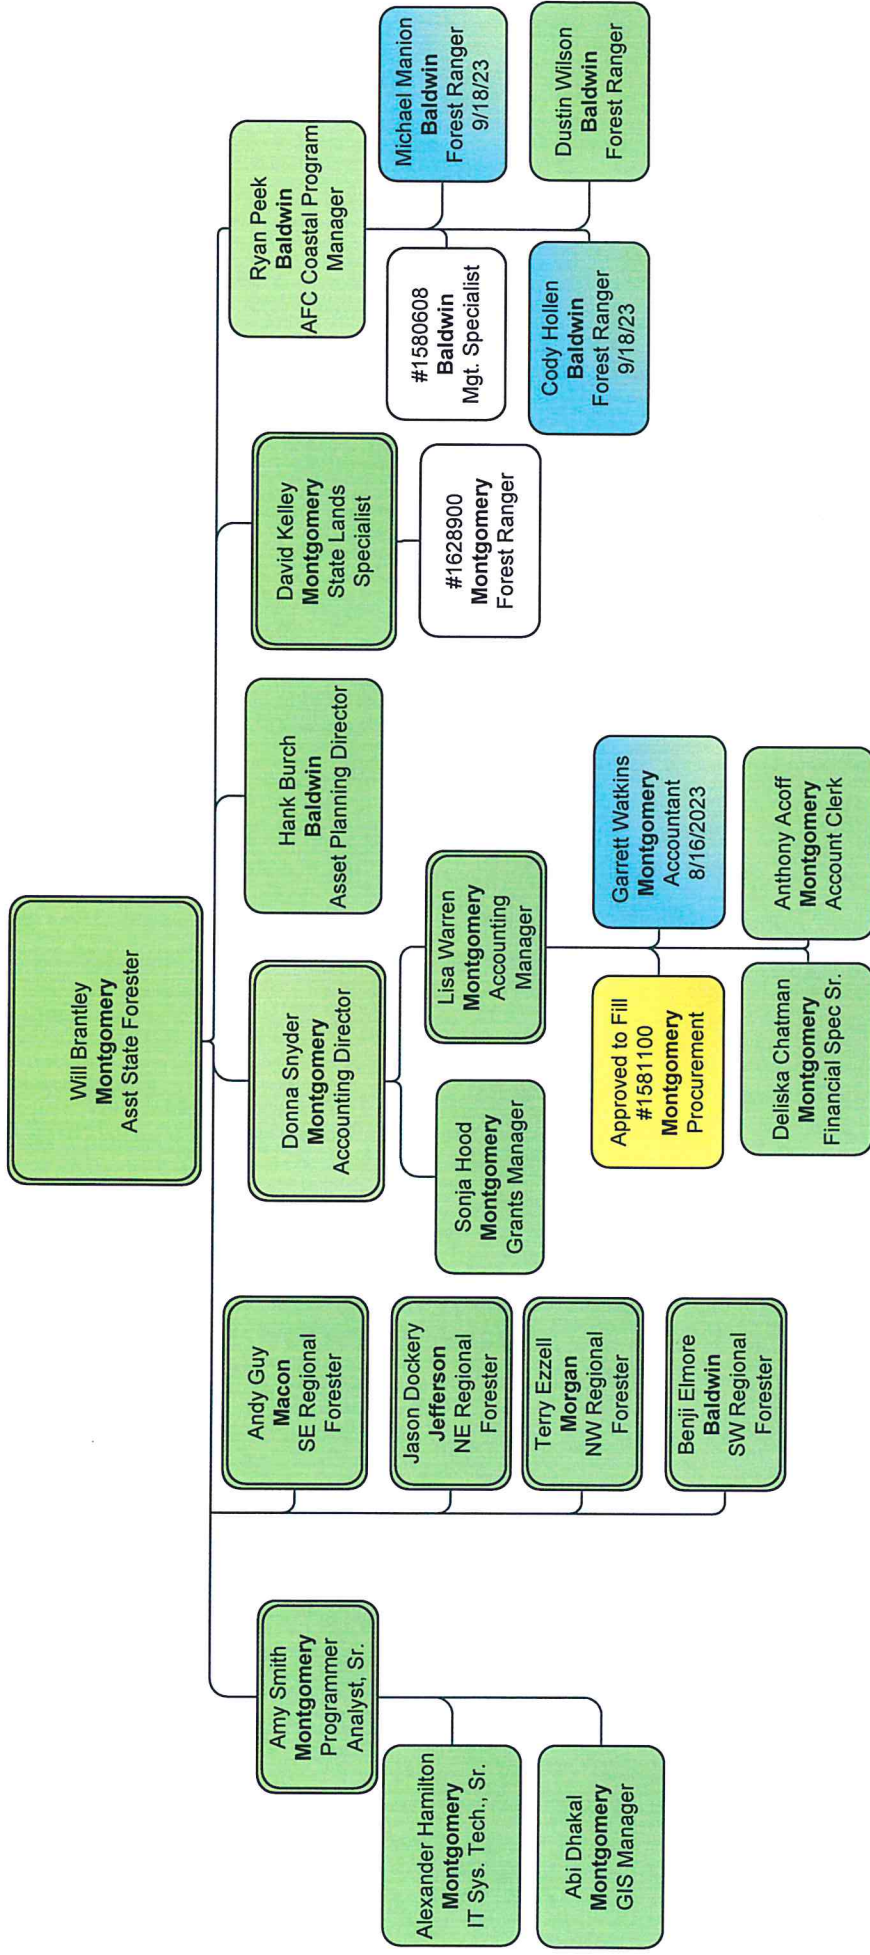 Will Brantley
Montgomery
Asst State Forester
Amy Smith
Montgomery
Programmer
Analyst, Sr.
Alexander Hamilton
Montgomery
IT Sys. Tech., Sr.
Abi Dhakal
Montgomery
GIS Manager
Andy Guy
Macon
SE Regional
Forester
Jason Dockery
Jefferson
NE Regional
Forester
Terry Ezzell
Morgan
NW Regional
Forester
Benji Elmore
Baldwin
SW Regional
Forester
Donna Snyder
Montgomery
Accounting Director
Sonja Hood
Montgomery
Grants Manager
Lisa Warren
Montgomery
Accounting
Manager
Approved to Fill
#1581100
Montgomery
Procurement
Garrett Watkins
Montgomery
Accountant
8/16/2023
Deliska Chatman
Montgomery
Financial Spec Sr.
Anthony Acoff
Montgomery
Account Clerk
Hank Burch
Baldwin
Asset Planning Director
David Kelley
Montgomery
State Lands
Specialist
#1628900
Montgomery
Forest Ranger
Ryan Peek
Baldwin
AFC Coastal Program
Manager
#1580608
Baldwin
Mgt. Specialist
Michael Manion
Baldwin
Forest Ranger
9/18/23
Cody Hollen
Baldwin
Forest Ranger
9/18/23
Dustin Wilson
Baldwin
Forest Ranger